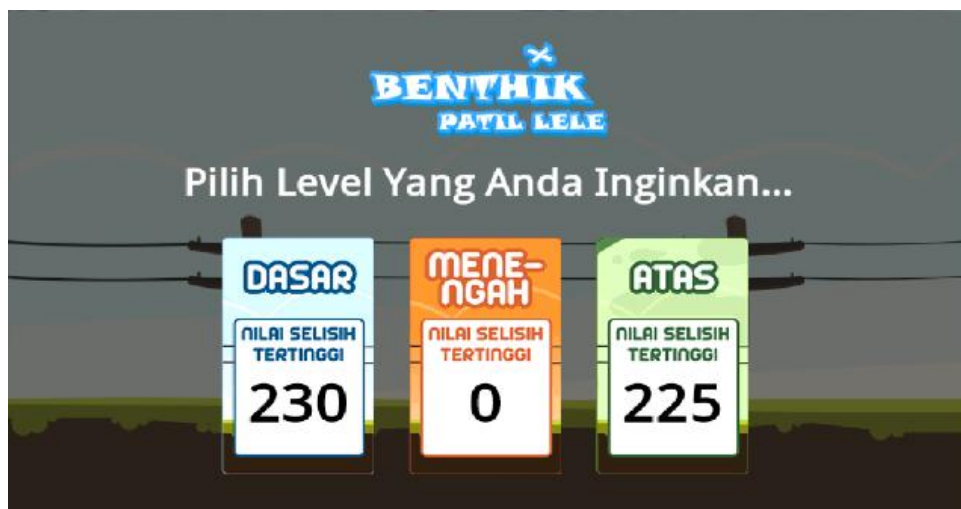 BENTHIK
PATIL LELE
Pilih Level Yang Anda Inginkan...
DASAR
NILAI SELISIH
TERTINGGI
230
MENE-
NGAH
NILAI SELISIH
TERTINGGI
0
ATAS
NILAI SELISIH
TERTINGGI
225